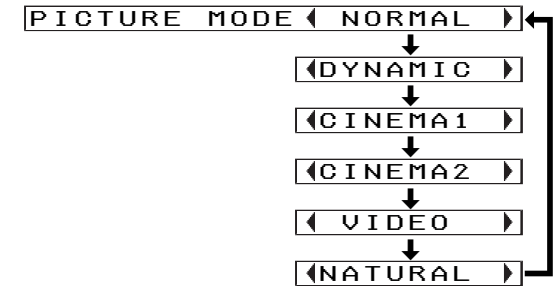 PICTURE MODE NORMAL
DYNAMIC
CINEMA1
CINEMA2
VIDEO
NATURAL